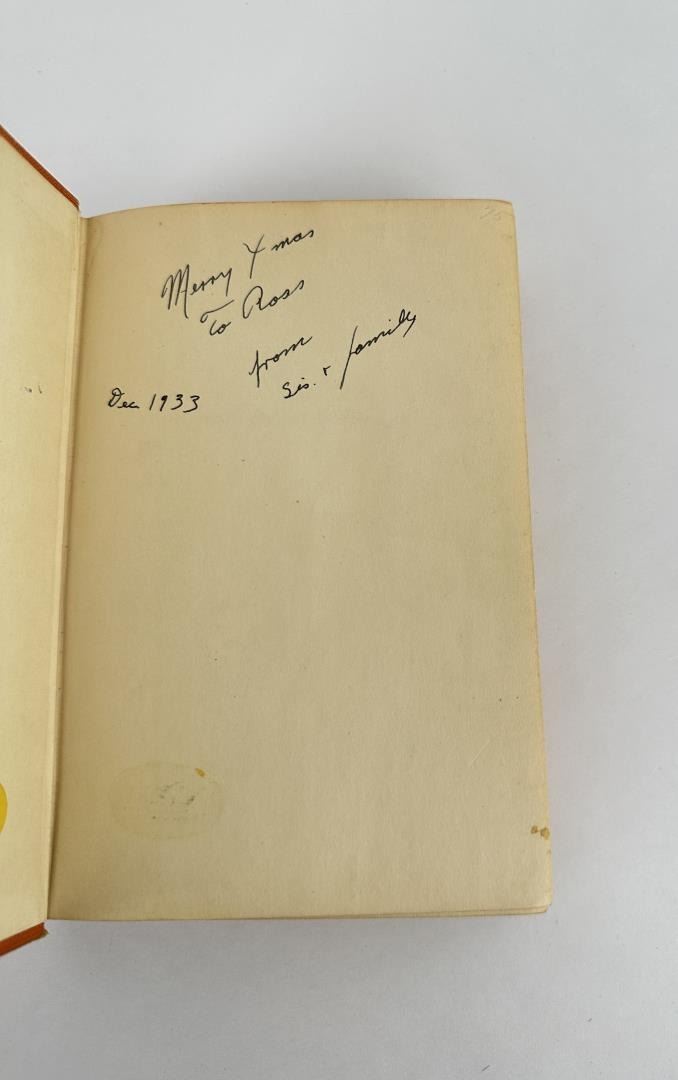 Merry Xmas
To Ross
from
Sis. + family
Dec 1933